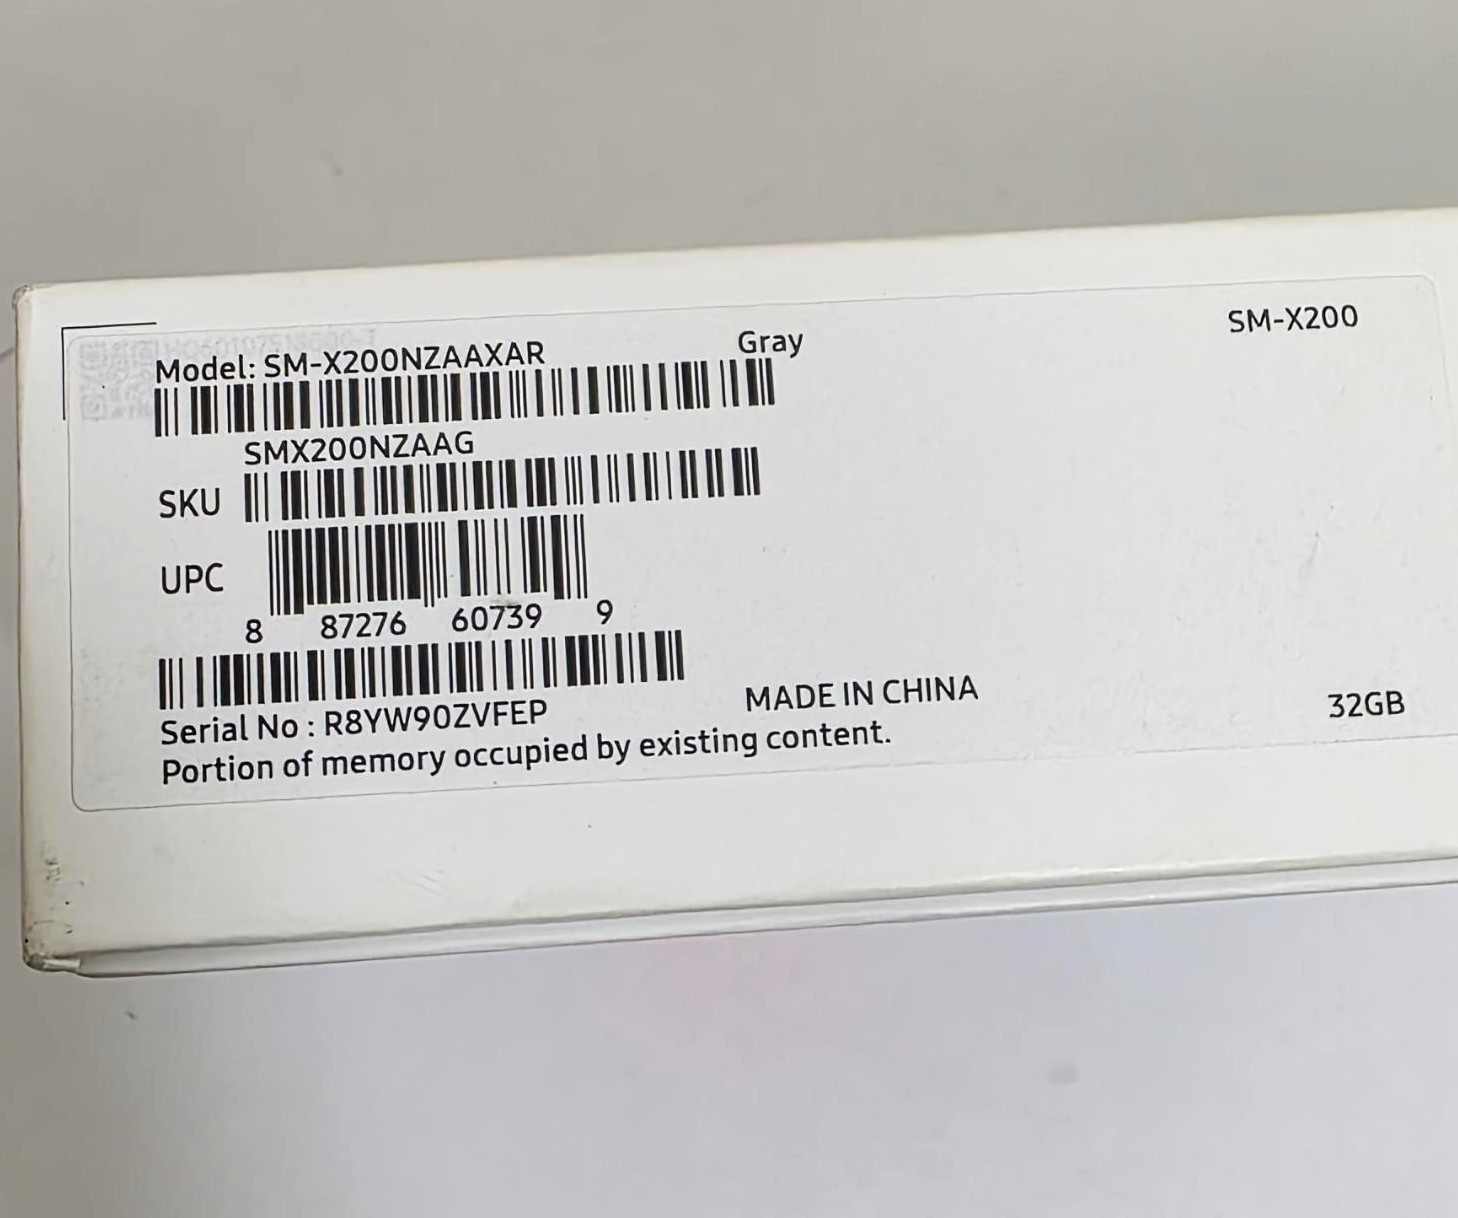 SM-X200
Model: SM-X200NZAAXAR Gray
SMX200NZAAG
SKU
UPC
8 87276 60739 9
Serial No : R8YW90ZVFEP
MADE IN CHINA
32GB
Portion of memory occupied by existing content.